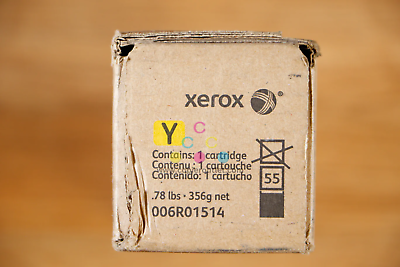 xerox
Y
Contains: 1 cartridge
Contenu : 1 cartouche
Contenido: 1 cartucho
55
.78 lbs · 356g net
006R01514